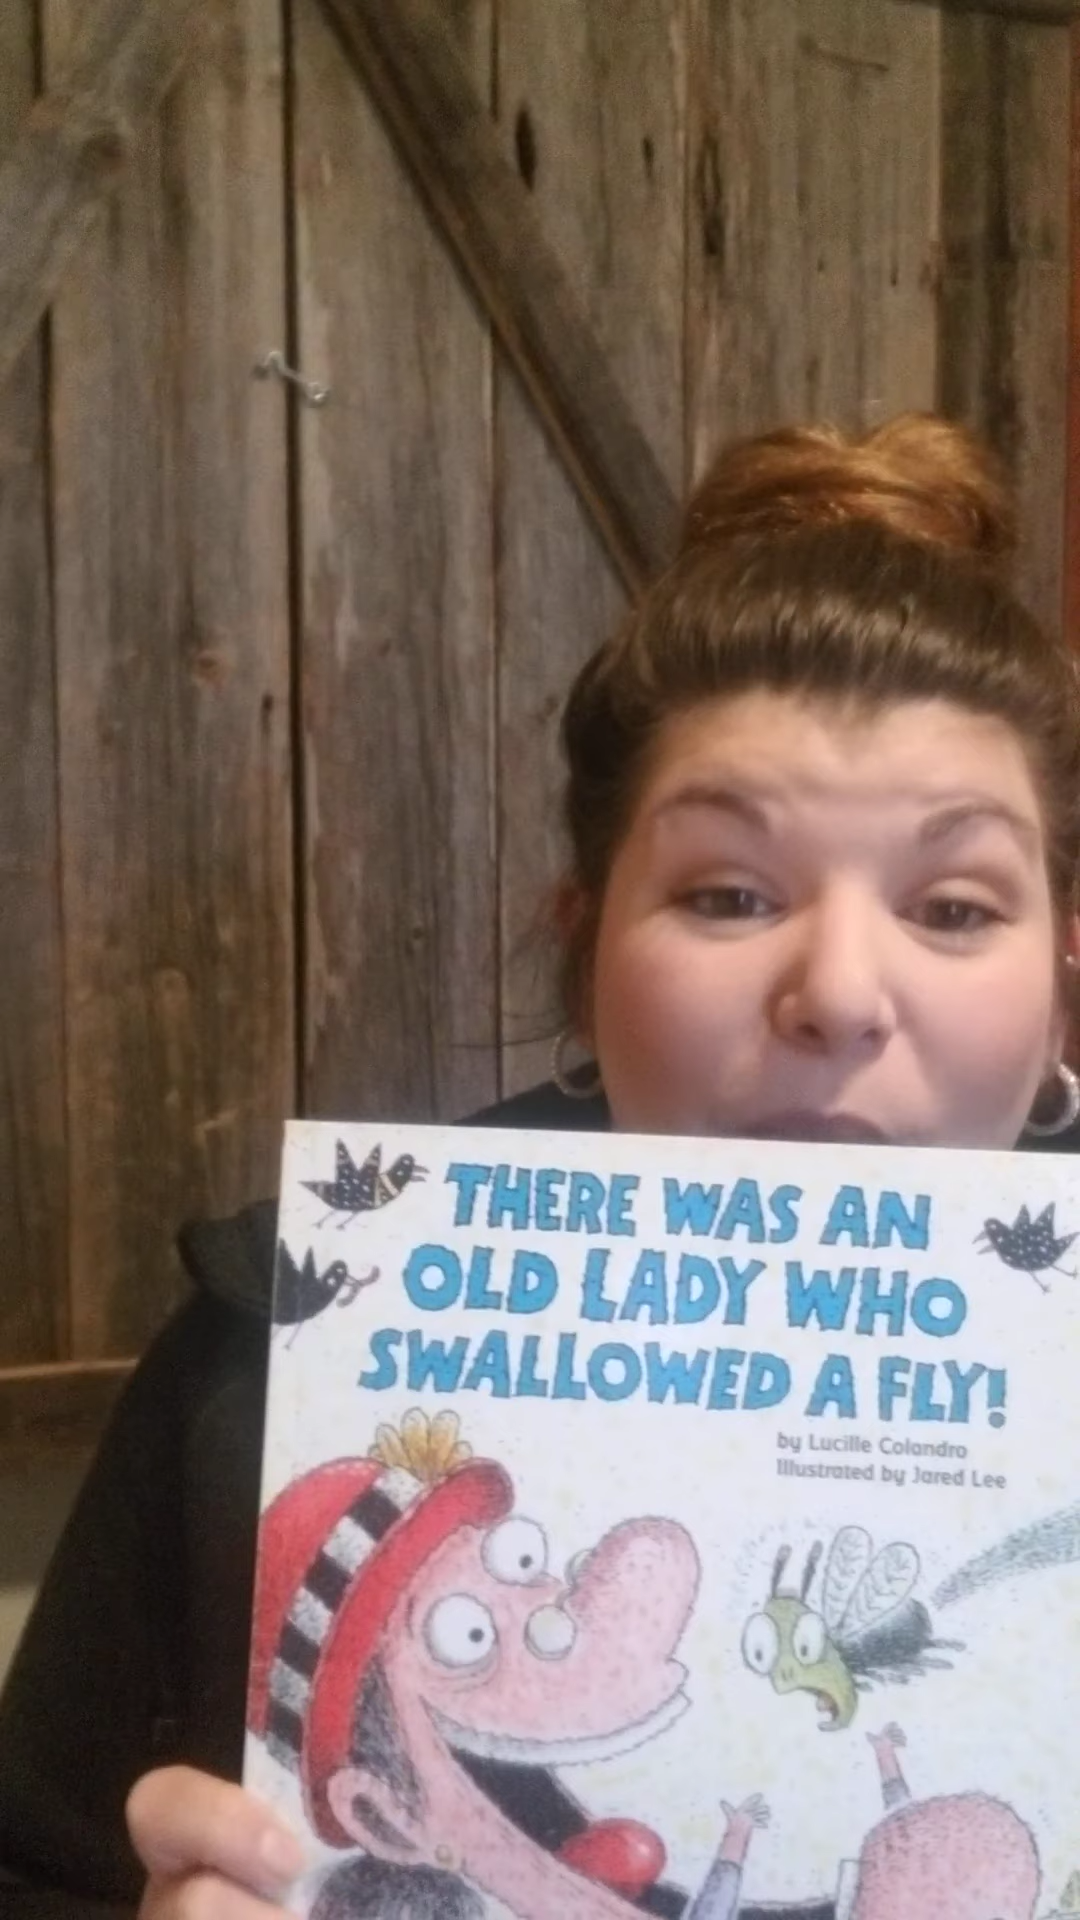 THERE WAS AN
OLD LADY WHO
SWALLOWED A FLY!
by Lucille Colandro
Illustrated by Jared Lee